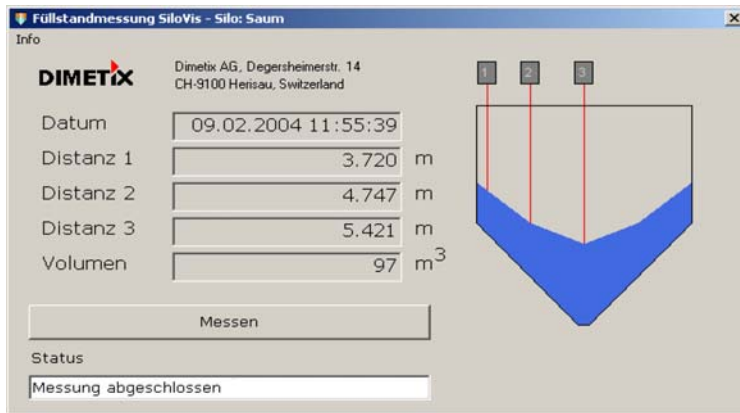 Füllstandmessung SiloVis - Silo: Saum
Info
DIMETIX
Dimetix AG, Degersheimerstr. 14
CH-9100 Herisau, Switzerland
Datum 09.02.2004 11:55:39
Distanz 1 3.720 m
Distanz 2 4.747 m
Distanz 3 5.421 m
Volumen 97 m³
Messen
Status
Messung abgeschlossen
1 2 3